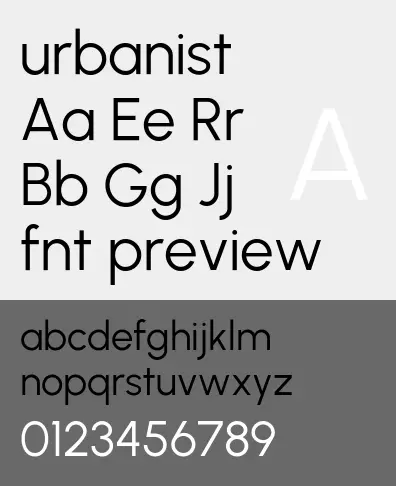 urbanist
Aa Ee Rr
A
Bb Gg Jj
fnt preview
abcdefghijklm
nopqrstuvwxyz
0123456789